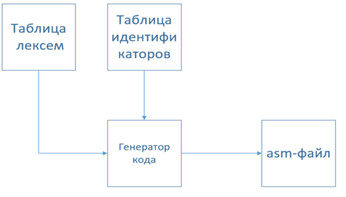 Таблица
лексем
Таблица
идентифи
каторов
Генератор
кода
asm-файл